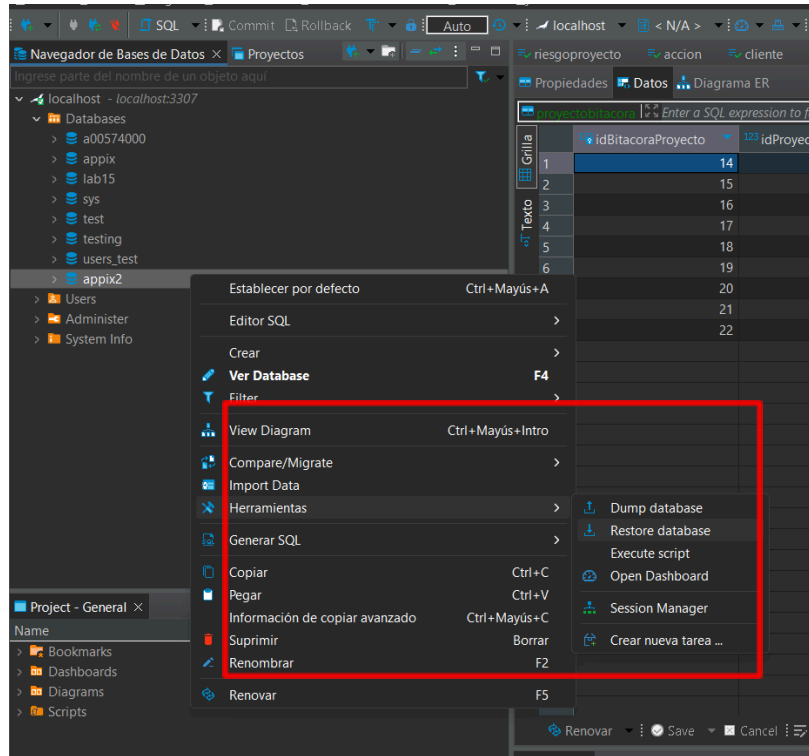 SQL Commit Rollback Auto localhost < N/A >
Navegador de Bases de Datos Proyectos
riesgoproyecto accion cliente
Ingrese parte del nombre de un objeto aquí
Propiedades Datos Diagrama ER
localhost - localhost:3307
Databases
a00574000
appix
lab15
sys
test
testing
users_test
appix2
Users
Administer
System Info
proyectobitacora Enter a SQL expression to f
Grilla
Texto
idBitacoraProyecto 123 idProyec
1 14
2 15
3 16
4 17
5 18
6 19
20
21
22
Establecer por defecto Ctrl+Mayús+A
Editor SQL
Crear
Ver Database F4
Filter
View Diagram Ctrl+Mayús+Intro
Compare/Migrate
Import Data
Herramientas
Generar SQL
Copiar Ctrl+C
Pegar Ctrl+V
Información de copiar avanzado Ctrl+Mayús+C
Suprimir Borrar
Renombrar F2
Renovar F5
Dump database
Restore database
Execute script
Open Dashboard
Session Manager
Crear nueva tarea ...
Project - General
Name
Bookmarks
Dashboards
Diagrams
Scripts
Renovar Save Cancel